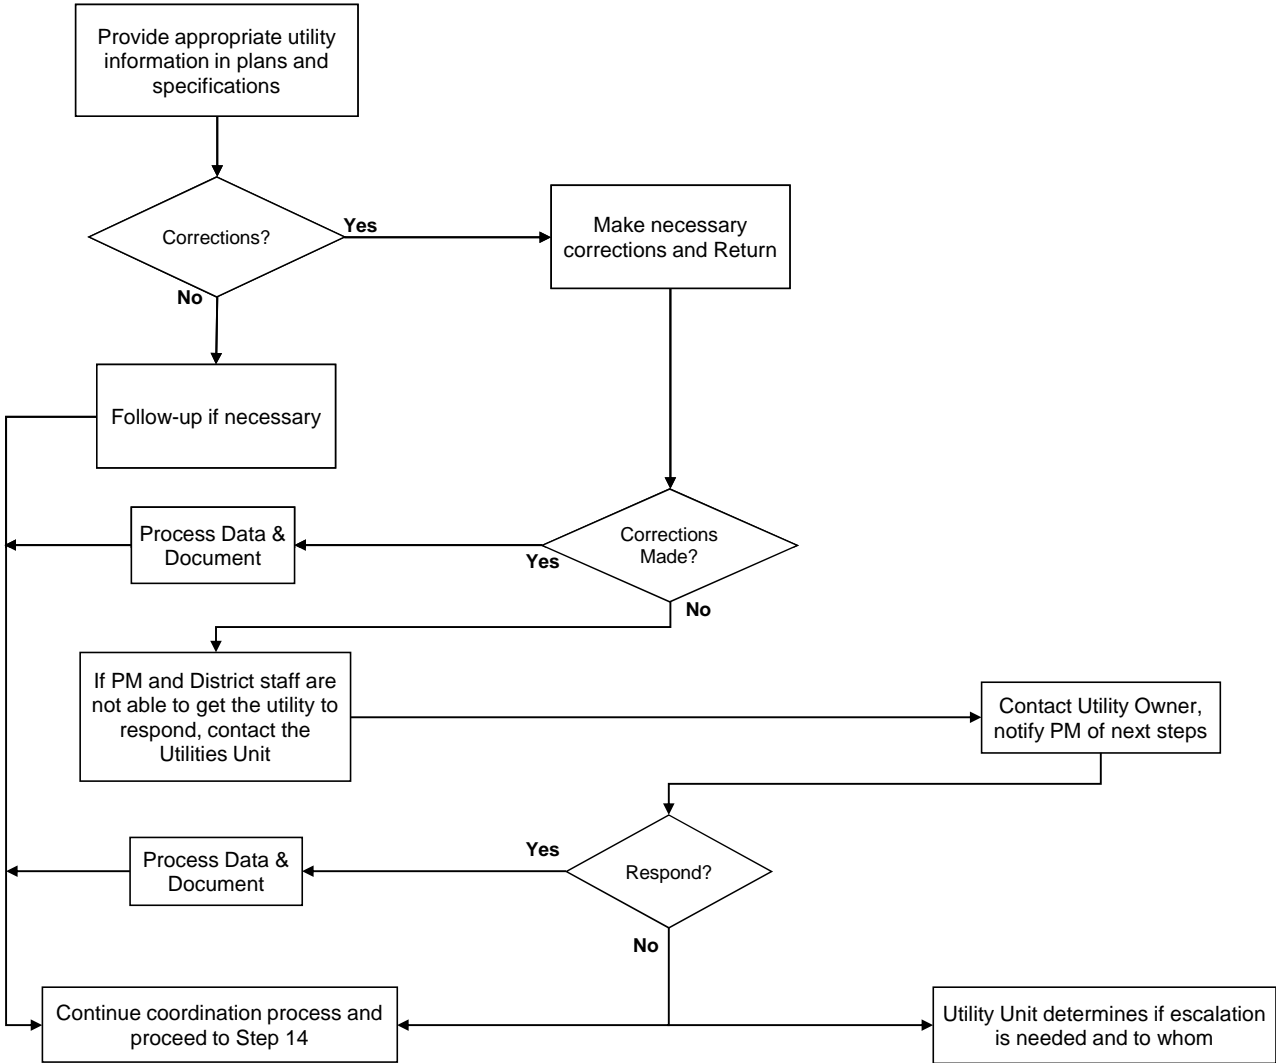 Provide appropriate utility
information in plans and
specifications
Corrections?
Yes
Make necessary
corrections and Return
No
Follow-up if necessary
Process Data &
Document
Yes
Corrections
Made?
No
If PM and District staff are
not able to get the utility to
respond, contact the
Utilities Unit
Contact Utility Owner,
notify PM of next steps
Process Data &
Document
Yes
Respond?
No
Continue coordination process and
proceed to Step 14
Utility Unit determines if escalation
is needed and to whom